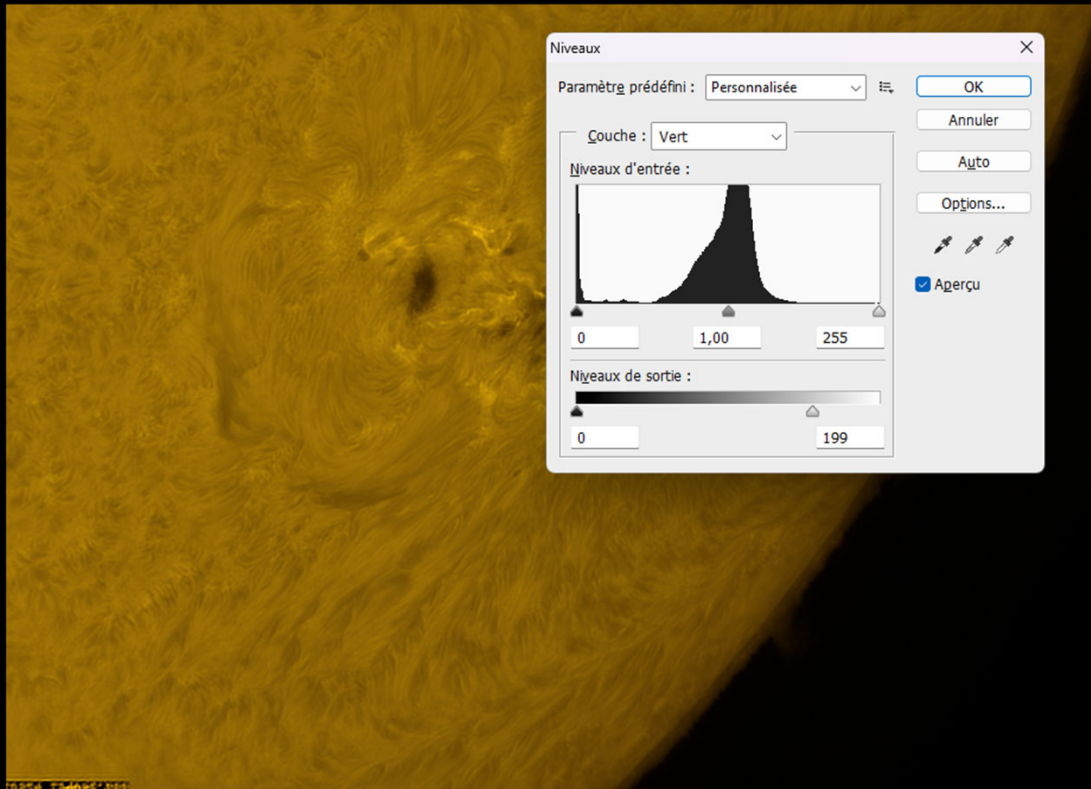 Niveaux
Paramètre prédéfini : Personnalisée
OK
Annuler
Couche : Vert
Auto
Niveaux d'entrée :
Options...
Aperçu
0 1,00 255
Niveaux de sortie :
0 199